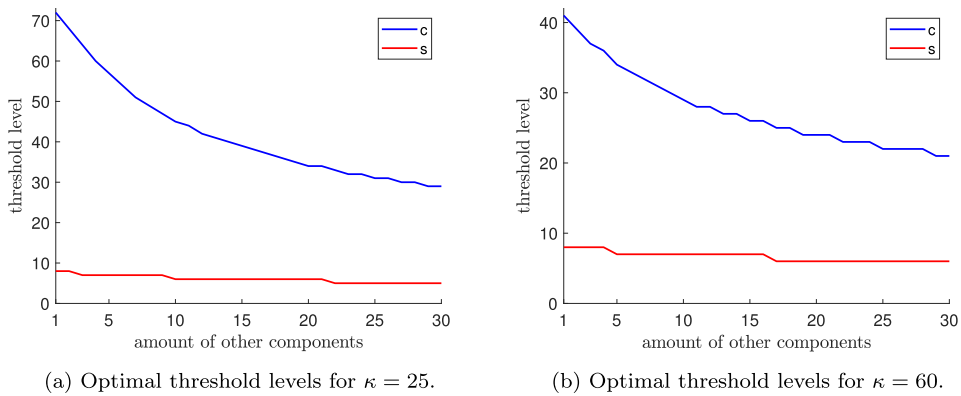 threshold level
70
60
50
40
30
20
10
0
c
s
1
5
10
15
20
25
30
amount of other components
(a) Optimal threshold levels for κ = 25.
threshold level
40
30
20
10
0
c
s
1
5
10
15
20
25
30
amount of other components
(b) Optimal threshold levels for κ = 60.